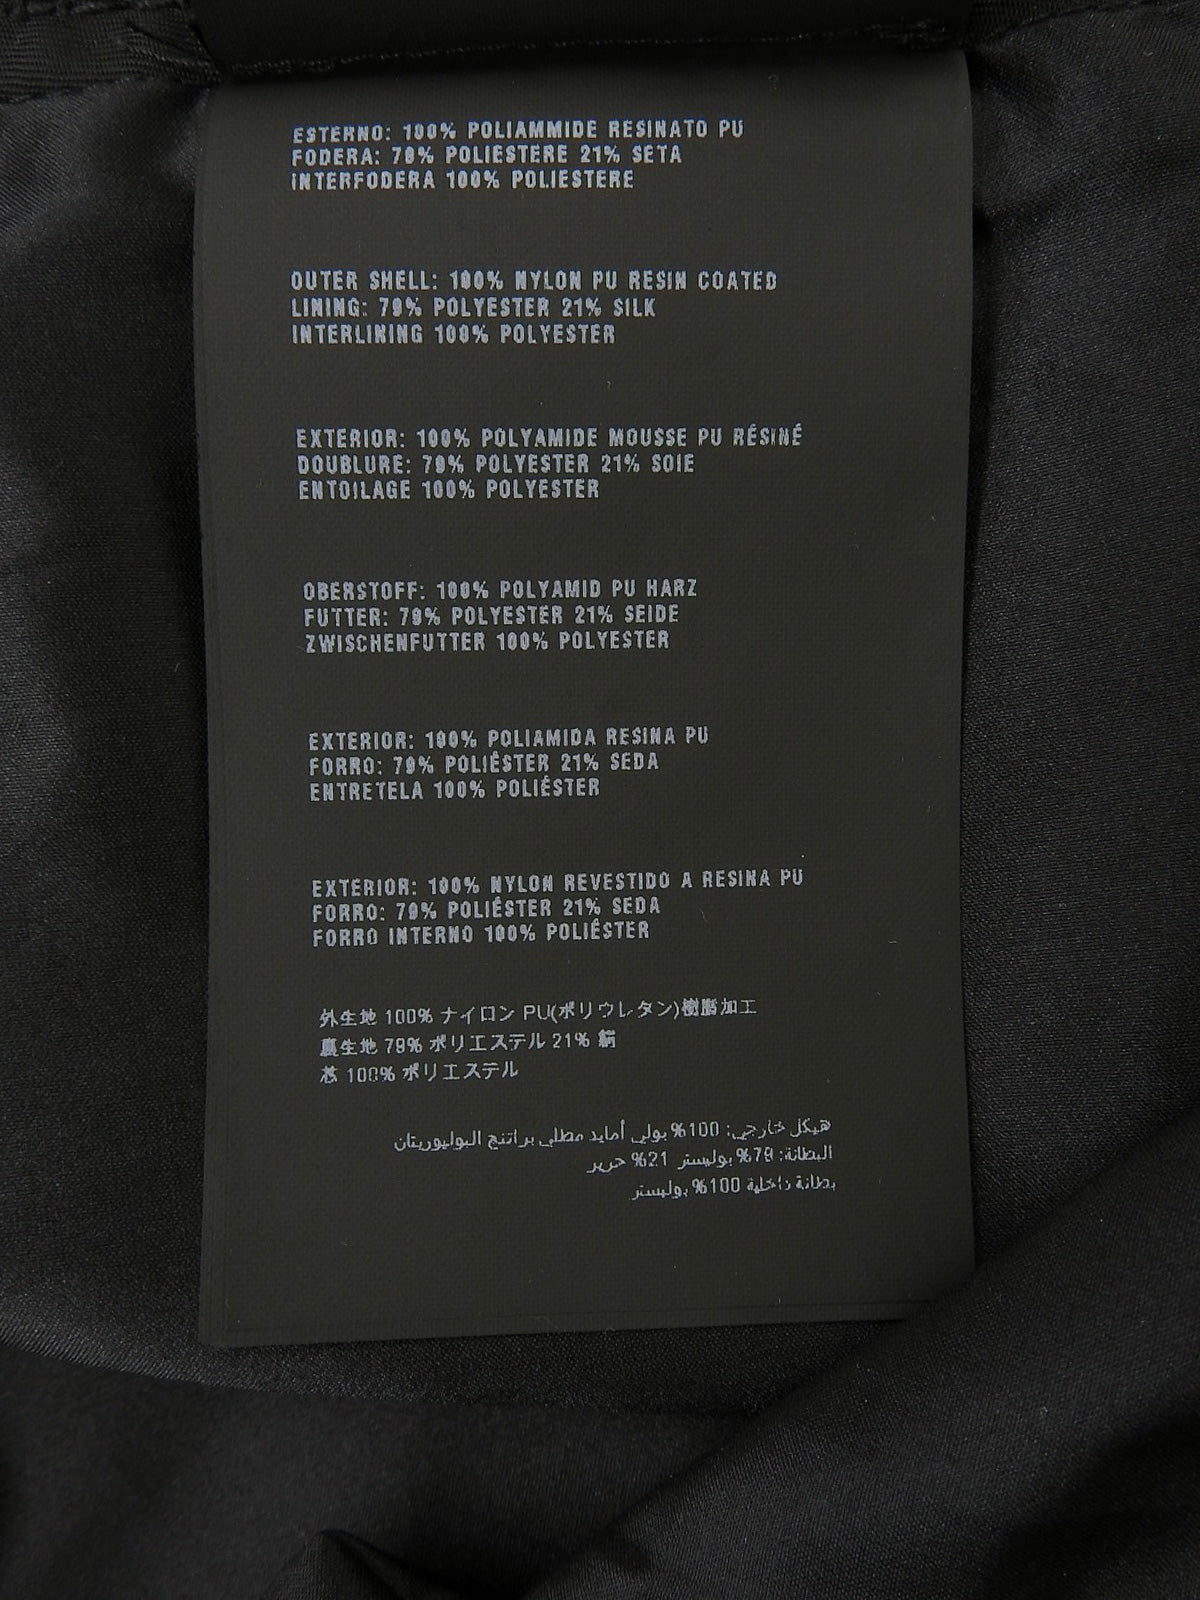 ESTERNO: 100% POLIAMMIDE RESINATO PU
FODERA: 79% POLIESTERE 21% SETA
INTERFODERA 100% POLIESTERE
OUTER SHELL: 100% NYLON PU RESIN COATED
LINING: 79% POLYESTER 21% SILK
INTERLINING 100% POLYESTER
EXTERIOR: 100% POLYAMIDE MOUSSE PU RÉSINÉ
DOUBLURE: 79% POLYESTER 21% SOIE
ENTOILAGE 100% POLYESTER
OBERSTOFF: 100% POLYAMID PU HARZ
FUTTER: 79% POLYESTER 21% SEIDE
ZWISCHENFUTTER 100% POLYESTER
EXTERIOR: 100% POLIAMIDA RESINA PU
FORRO: 79% POLIÉSTER 21% SEDA
ENTRETELA 100% POLIÉSTER
EXTERIOR: 100% NYLON REVESTIDO A RESINA PU
FORRO: 79% POLIÉSTER 21% SEDA
FORRO INTERNO 100% POLIÉSTER
外生地 100% ナイロン PU(ポリウレタン)樹脂加工
裏生地 79% ポリエステル 21% 絹
芯 100% ポリエステル
هيكل خارجي: 100% بولي أمايد مطلي براتنج البوليوريتان
البطانة: 79% بوليستر 21% حرير
بطانة داخلية 100% بوليستر